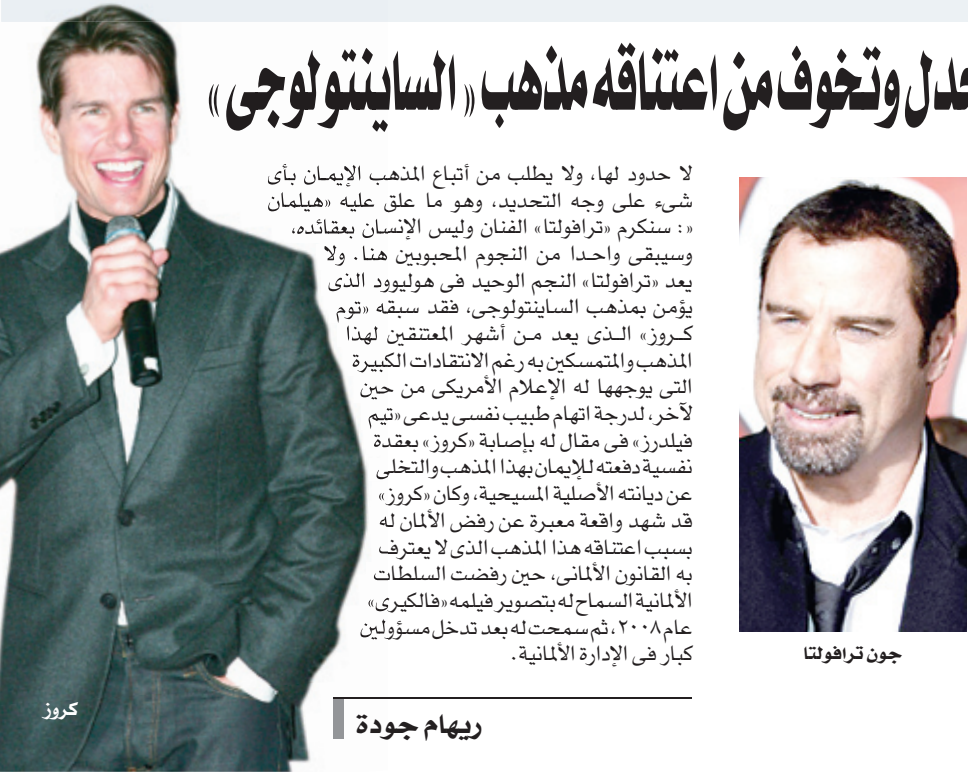 جدل وتخوف من اعتناقه مذهب «الساينتولوجى»
لا حدود لها، ولا يطلب من أتباع المذهب الإيمان بأى
شىء على وجه التحديد، وهو ما علق عليه «هيلمان
»: سنكرم «ترافولتا» الفنان وليس الإنسان بعقائده،
وسيبقى واحدا من النجوم المحبوبين هنا. ولا
يعد «ترافولتا» النجم الوحيد فى هوليوود الذى
يؤمن بمذهب الساينتولوجى، فقد سبقه «توم
كروز» الذى يعد من أشهر المعتنقين لهذا
المذهب والمتمسكين به رغم الانتقادات الكبيرة
التى يوجهها له الإعلام الأمريكى من حين
لآخر، لدرجة اتهام طبيب نفسى يدعى «تيم
فيلدرز» فى مقال له بإصابة «كروز» بعقدة
نفسية دفعته للإيمان بهذا المذهب والتخلى
عن ديانته الأصلية المسيحية، وكان «كروز»
قد شهد واقعة معبرة عن رفض الألمان له
بسبب اعتناقه هذا المذهب الذى لا يعترف
به القانون الألمانى، حين رفضت السلطات
الألمانية السماح له بتصوير فيلمه «فالكيرى»
عام ٢٠٠٨، ثم سمحت له بعد تدخل مسؤولين
كبار فى الإدارة الألمانية.
ريهام جودة
جون ترافولتا
كروز